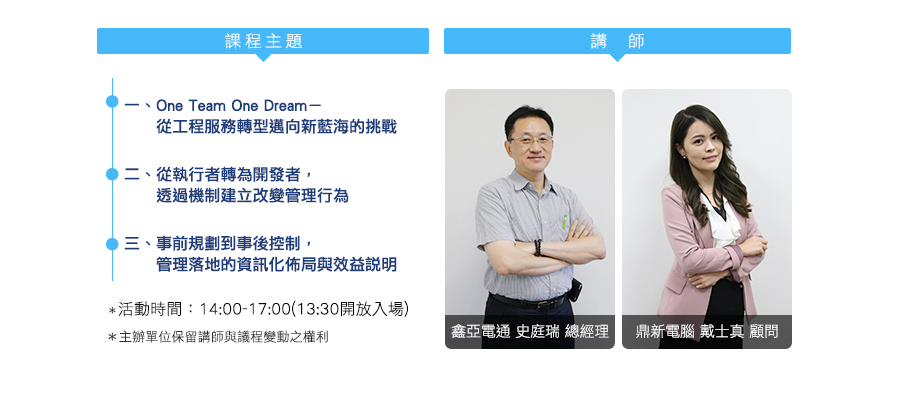 課程主題
一、One Team One Dream－
從工程服務轉型邁向新藍海的挑戰
二、從執行者轉為開發者，
透過機制建立改變管理行為
三、事前規劃到事後控制，
管理落地的資訊化佈局與效益説明
＊活動時間：14:00-17:00(13:30開放入場)
＊主辦單位保留講師與議程變動之權利
講　師
鑫亞電通 史庭瑞 總經理
鼎新電腦 戴士真 顧問